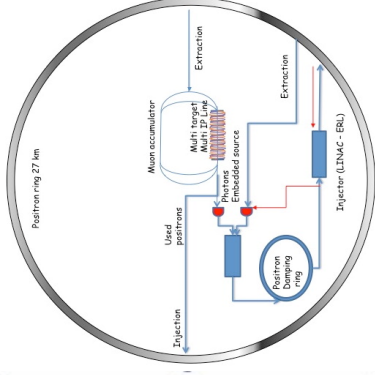 Positron ring 27 km
Extraction
Muon accumulator
Multi target
Multi IP Line
Extraction
Photons
Embedded source
Used
positrons
Injector (LINAC - ERL)
Positron
Damping
ring
Injection